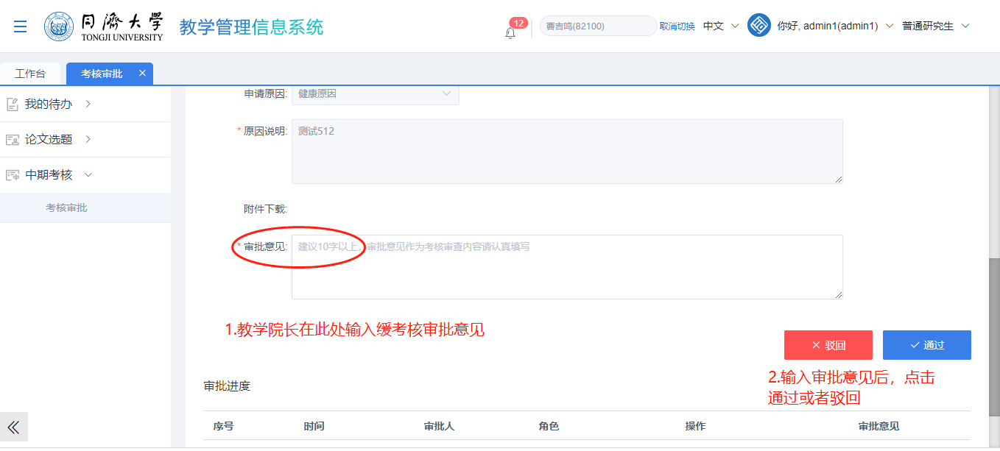 同濟大學
TONGJI UNIVERSITY
教学管理信息系统
12
曹吉鸣(82100)
取消切换
中文
你好, admin1(admin1)
普通研究生
工作台
考核审批
我的待办
论文选题
中期考核
考核审批
申请原因:
健康原因
* 原因说明:
测试512
附件下载:
* 审批意见:
建议10字以上，审批意见作为考核审查内容请认真填写
1.教学院长在此处输入缓考核审批意见
驳回
通过
2.输入审批意见后，点击
通过或者驳回
审批进度
序号 时间 审批人 角色 操作 审批意见